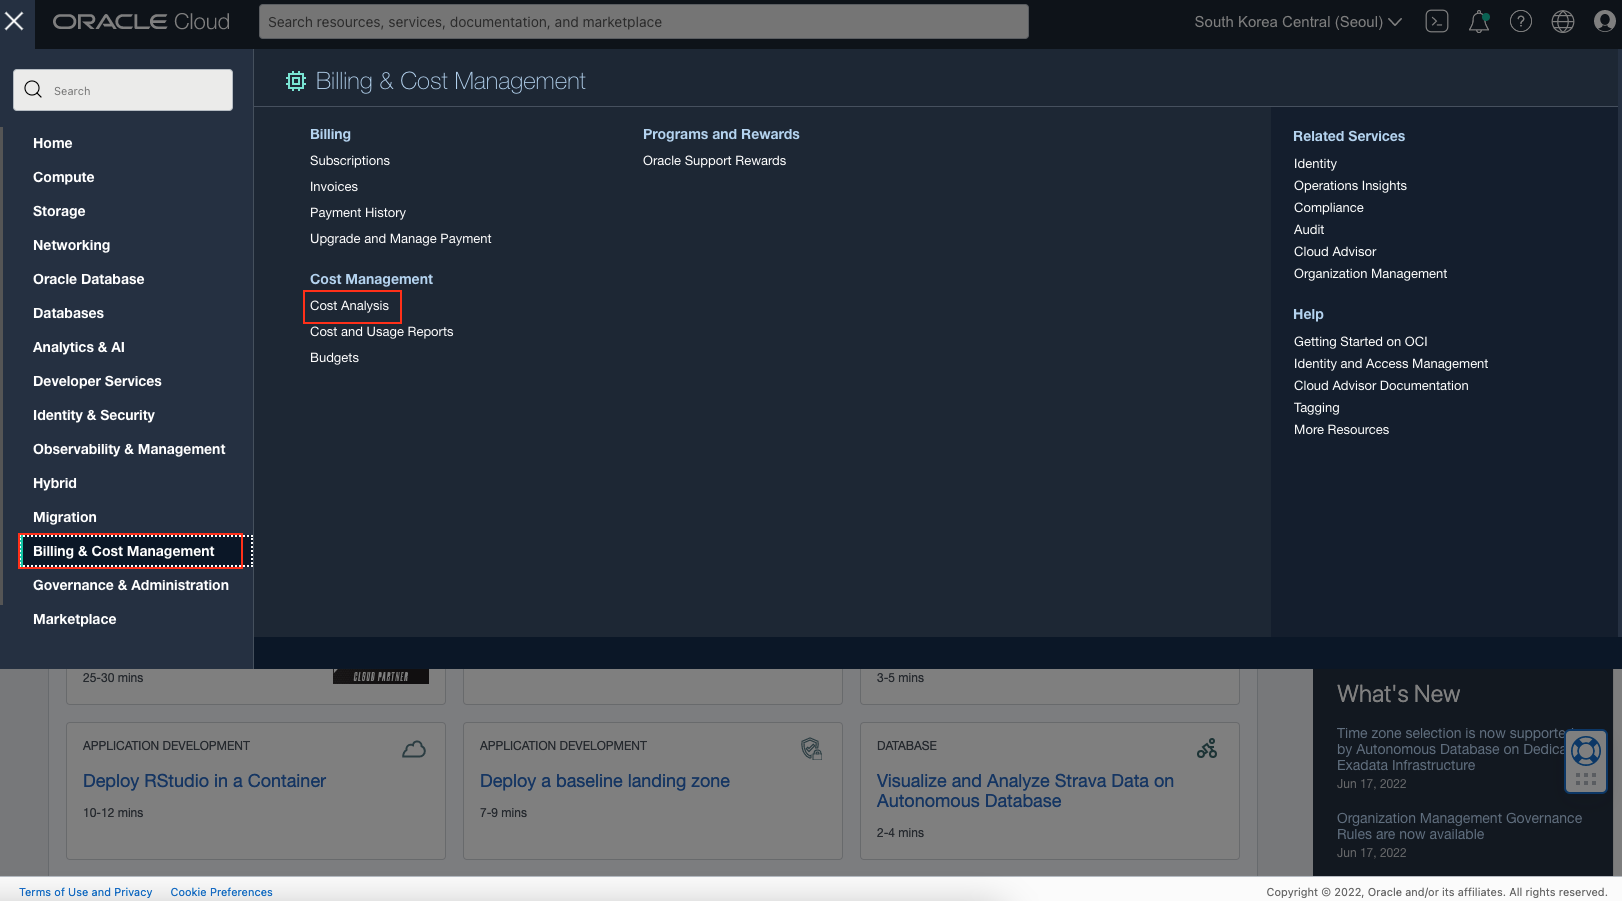 ORACLE Cloud
Search resources, services, documentation, and marketplace
South Korea Central (Seoul)
Search
Home
Compute
Storage
Networking
Oracle Database
Databases
Analytics & AI
Developer Services
Identity & Security
Observability & Management
Hybrid
Migration
Billing & Cost Management
Governance & Administration
Marketplace
Billing & Cost Management
Billing
Subscriptions
Invoices
Payment History
Upgrade and Manage Payment
Cost Management
Cost Analysis
Cost and Usage Reports
Budgets
Programs and Rewards
Oracle Support Rewards
Related Services
Identity
Operations Insights
Compliance
Audit
Cloud Advisor
Organization Management
Help
Getting Started on OCI
Identity and Access Management
Cloud Advisor Documentation
Tagging
More Resources
25-30 mins
CLOUD PARTNER
3-5 mins
APPLICATION DEVELOPMENT
Deploy RStudio in a Container
10-12 mins
APPLICATION DEVELOPMENT
Deploy a baseline landing zone
7-9 mins
DATABASE
Visualize and Analyze Strava Data on
Autonomous Database
2-4 mins
What's New
Time zone selection is now supported
by Autonomous Database on
Exadata Infrastructure
Jun 17, 2022
Organization Management Governance
Rules are now available
Jun 17, 2022
Terms of Use and Privacy
Cookie Preferences
Copyright © 2022, Oracle and/or its affiliates. All rights reserved.